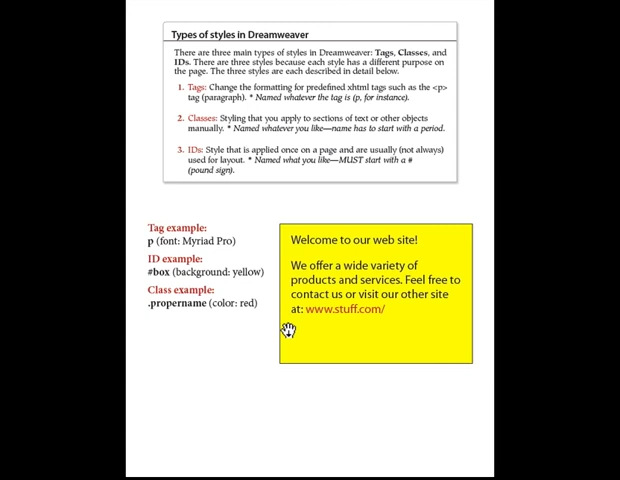 Types of styles in Dreamweaver
There are three main types of styles in Dreamweaver: Tags, Classes, and
IDs. There are three styles because each style has a different purpose on
the page. The three styles are each described in detail below.
1. Tags: Change the formatting for predefined xhtml tags such as the <p>
tag (paragraph). * Named whatever the tag is (p, for instance).
2. Classes: Styling that you apply to sections of text or other objects
manually. * Named whatever you like—name has to start with a period.
3. IDs: Style that is applied once on a page and are usually (not always)
used for layout. * Named what you like—MUST start with a #
(pound sign).
Tag example:
p (font: Myriad Pro)
ID example:
#box (background: yellow)
Class example:
.propername (color: red)
Welcome to our web site!
We offer a wide variety of
products and services. Feel free to
contact us or visit our other site
at: www.stuff.com/